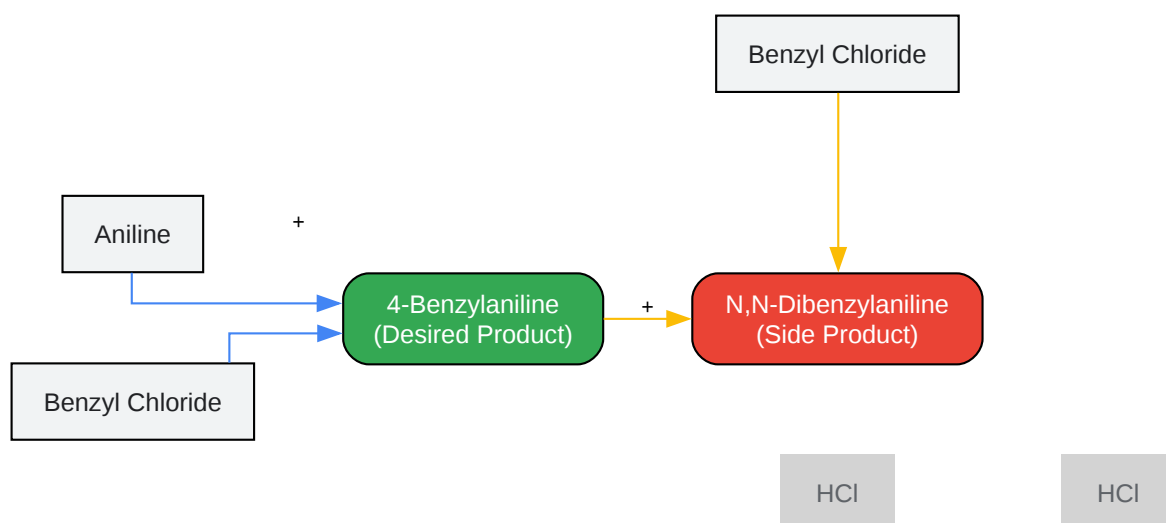 Benzyl Chloride
Aniline
+
4-Benzylaniline
(Desired Product)
+
N,N-Dibenzylaniline
(Side Product)
Benzyl Chloride
HCl
HCl